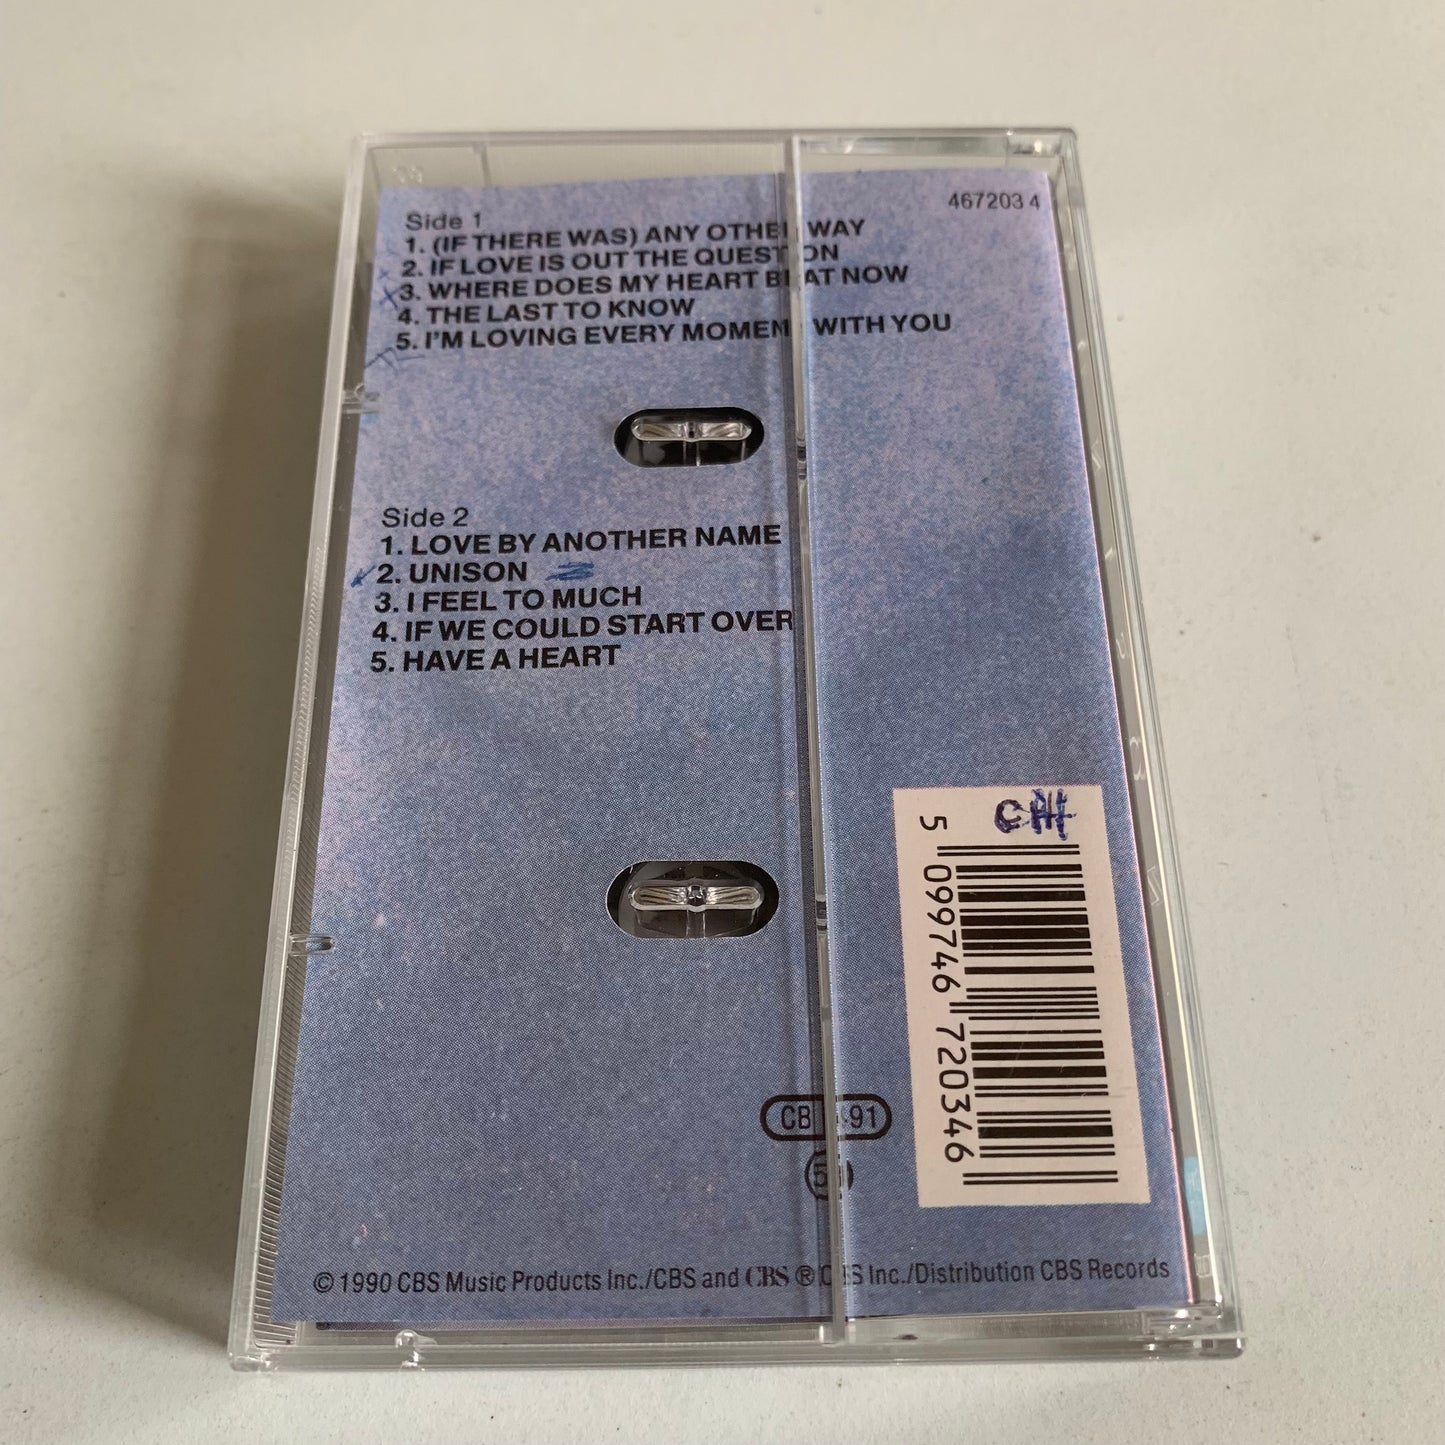 467203 4
Side 1
1. (IF THERE WAS) ANY OTHER WAY
2. IF LOVE IS OUT THE QUESTION
3. WHERE DOES MY HEART BEAT NOW
4. THE LAST TO KNOW
5. I'M LOVING EVERY MOMENT WITH YOU
Side 2
1. LOVE BY ANOTHER NAME
2. UNISON
3. I FEEL TO MUCH
4. IF WE COULD START OVER
5. HAVE A HEART
5 099746 720346
© 1990 CBS Music Products Inc./CBS and CBS ® CBS Inc./Distribution CBS Records